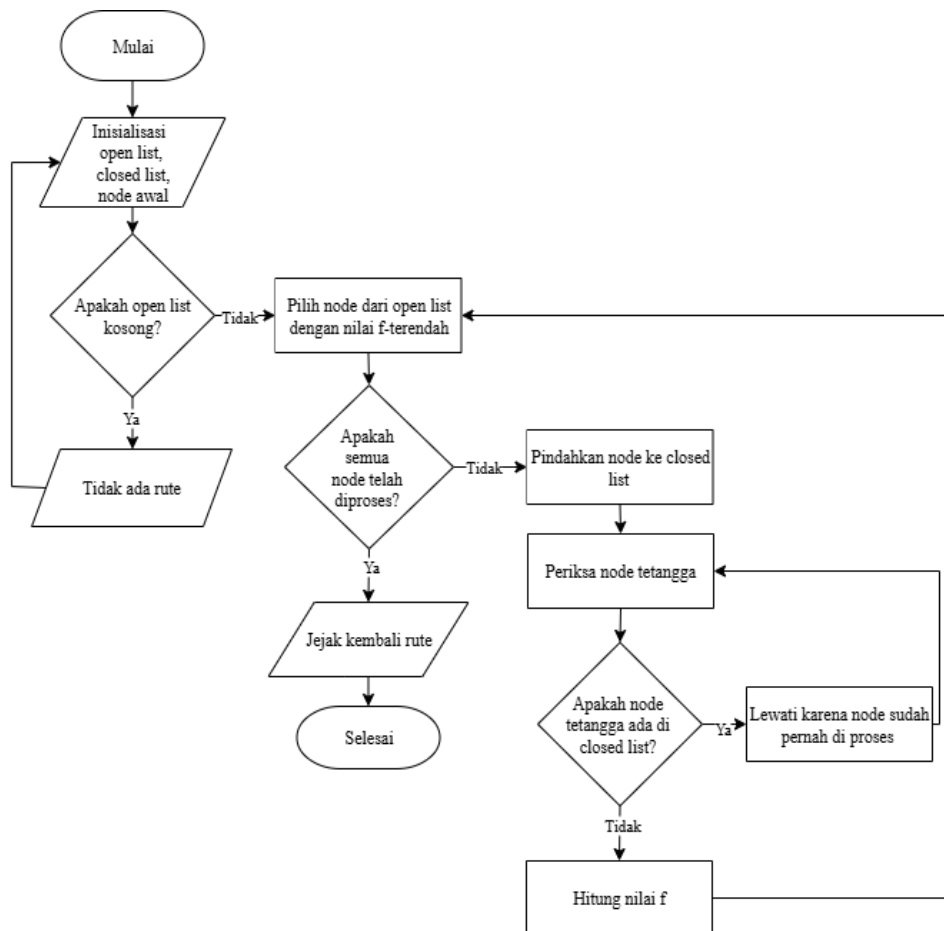 Mulai
Inisialisasi
open list,
closed list,
node awal
Apakah open list
kosong?
Tidak
Pilih node dari open list
dengan nilai f-terendah
Ya
Tidak ada rute
Apakah
semua
node telah
diproses?
Tidak
Pindahkan node ke closed
list
Ya
Periksa node tetangga
Jejak kembali rute
Selesai
Apakah node
tetangga ada di
closed list?
Ya
Lewati karena node sudah
pernah di proses
Tidak
Hitung nilai f